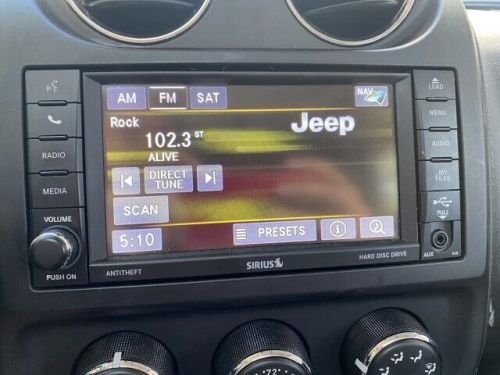 AM FM SAT NAV
Rock
102.3 ST
ALIVE
Jeep
DIRECT
TUNE
SCAN
5:10 PRESETS i
RADIO
MEDIA
VOLUME
PUSH ON
LOAD
MENU
AUDIO
MY
FILES
PULL
AUX
ANTITHEFT SIRIUS HARD DISC DRIVE
72